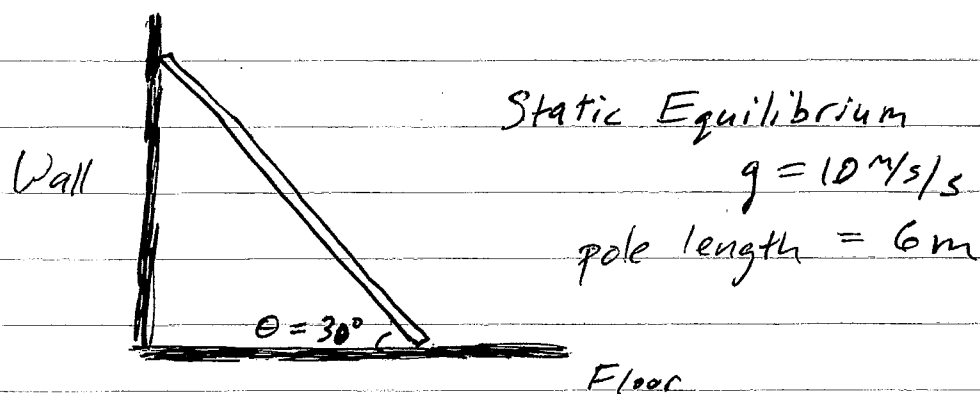 Static Equilibrium
Wall
g = 10 m/s/s
pole length = 6m
θ = 30°
Floor